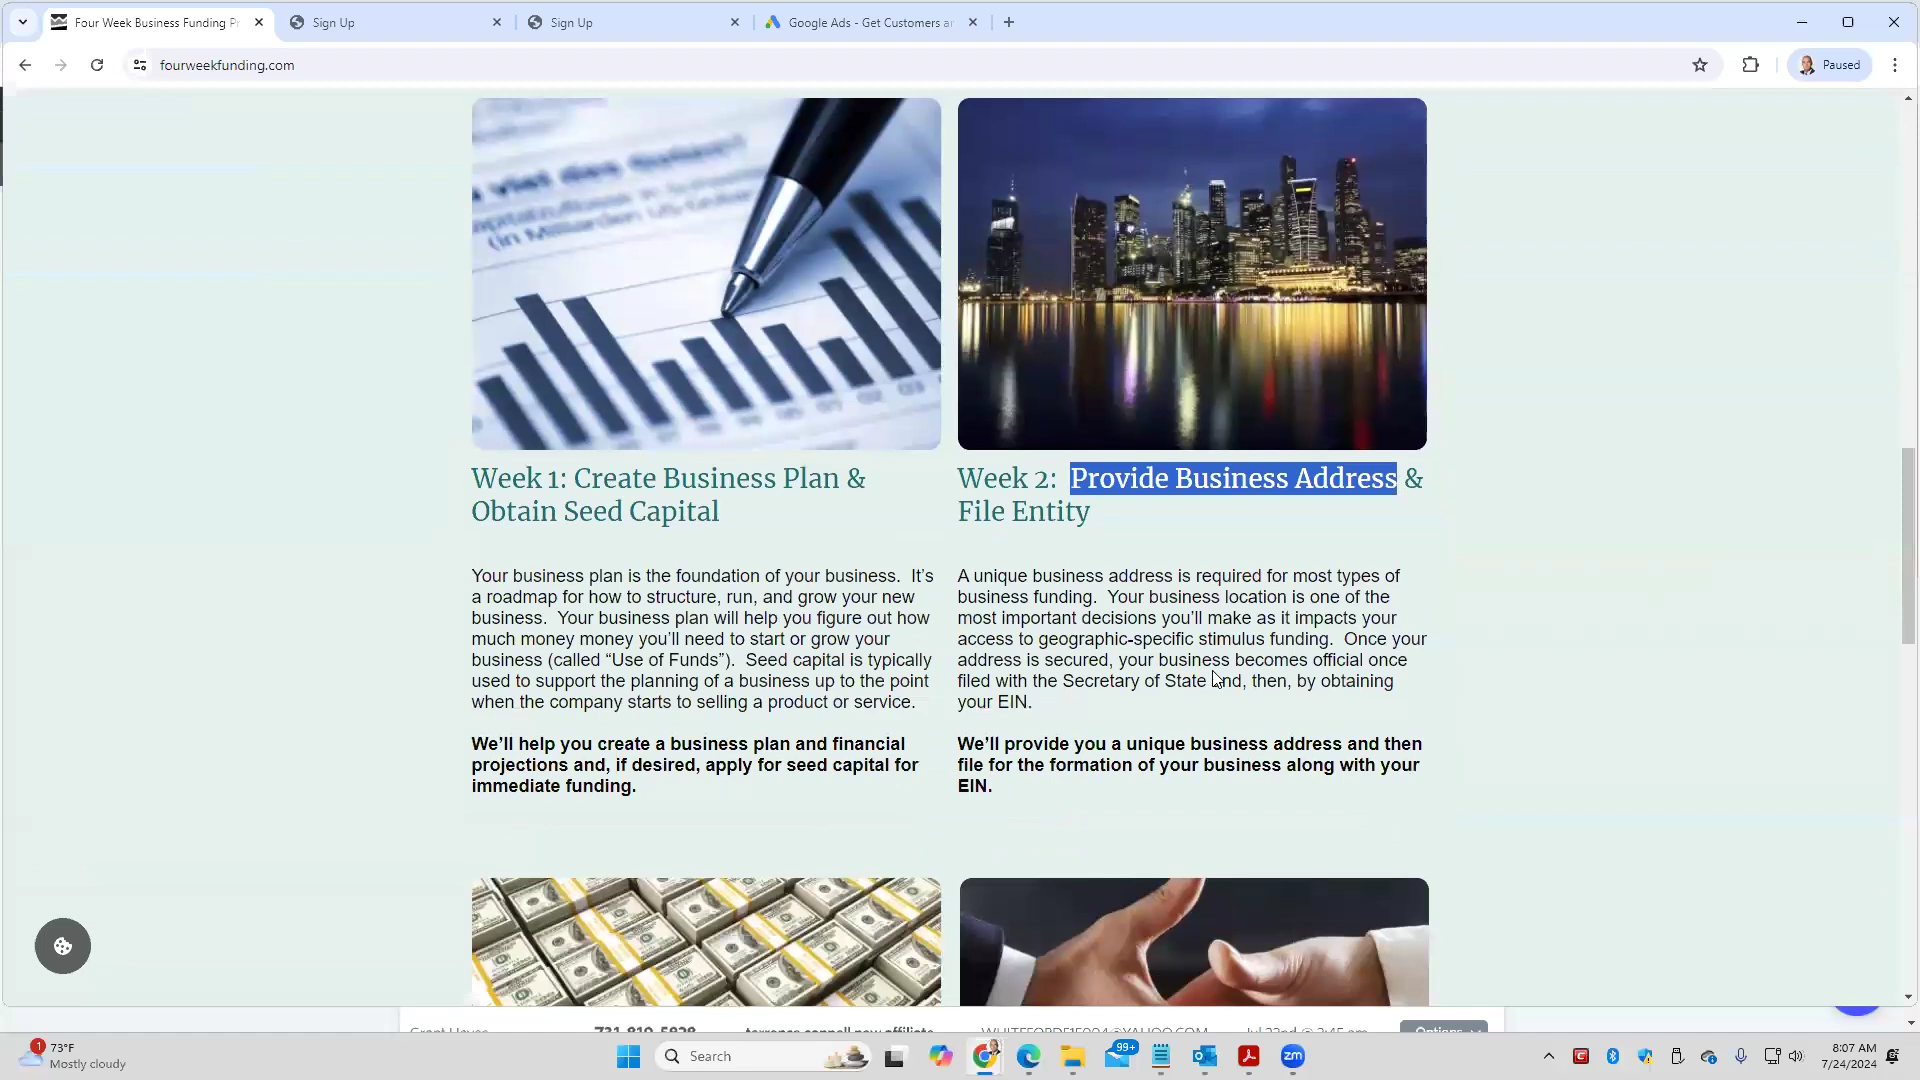 Four Week Business Funding Pr
Sign Up
Sign Up
Google Ads - Get Customers ar
fourweekfunding.com
Paused
(in Milliarden US-Dollar)
Week 1: Create Business Plan &
Obtain Seed Capital
Your business plan is the foundation of your business.  It’s
a roadmap for how to structure, run, and grow your new
business.  Your business plan will help you figure out how
much money money you’ll need to start or grow your
business (called “Use of Funds”).  Seed capital is typically
used to support the planning of a business up to the point
when the company starts to selling a product or service.
We’ll help you create a business plan and financial
projections and, if desired, apply for seed capital for
immediate funding.
Week 2:  Provide Business Address &
File Entity
A unique business address is required for most types of
business funding.  Your business location is one of the
most important decisions you’ll make as it impacts your
access to geographic-specific stimulus funding.  Once your
address is secured, your business becomes official once
filed with the Secretary of State and, then, by obtaining
your EIN.
We’ll provide you a unique business address and then
file for the formation of your business along with your
EIN.
1
73°F
Mostly cloudy
Search
99+
zm
8:07 AM
7/24/2024